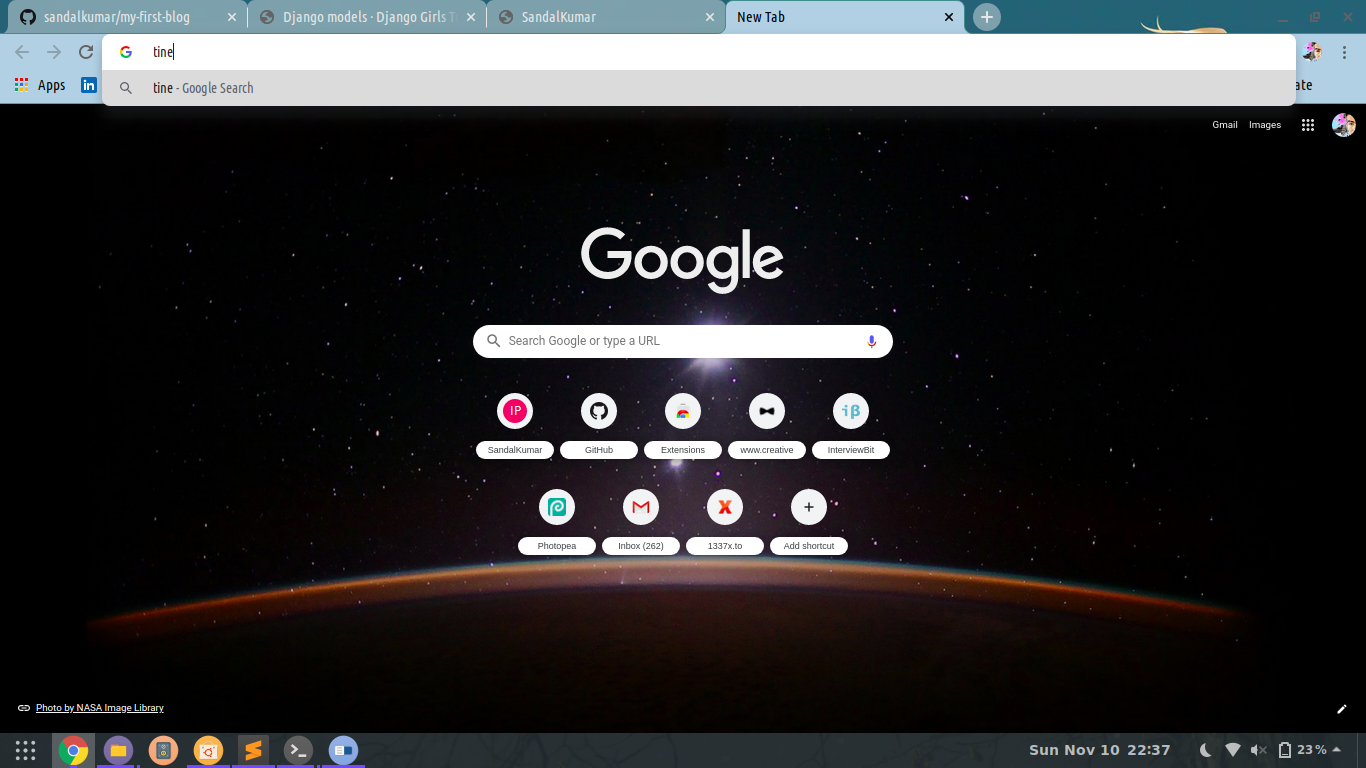 sandalkumar/my-first-blog
Django models · Django Girls T
SandalKumar
New Tab
tine
Apps
tine - Google Search
ate
Gmail
Images
Google
Search Google or type a URL
IP
iβ
SandalKumar
GitHub
Extensions
www.creative
InterviewBit
Photopea
Inbox (262)
1337x.to
Add shortcut
Photo by NASA Image Library
Sun Nov 10 22:37
23 %